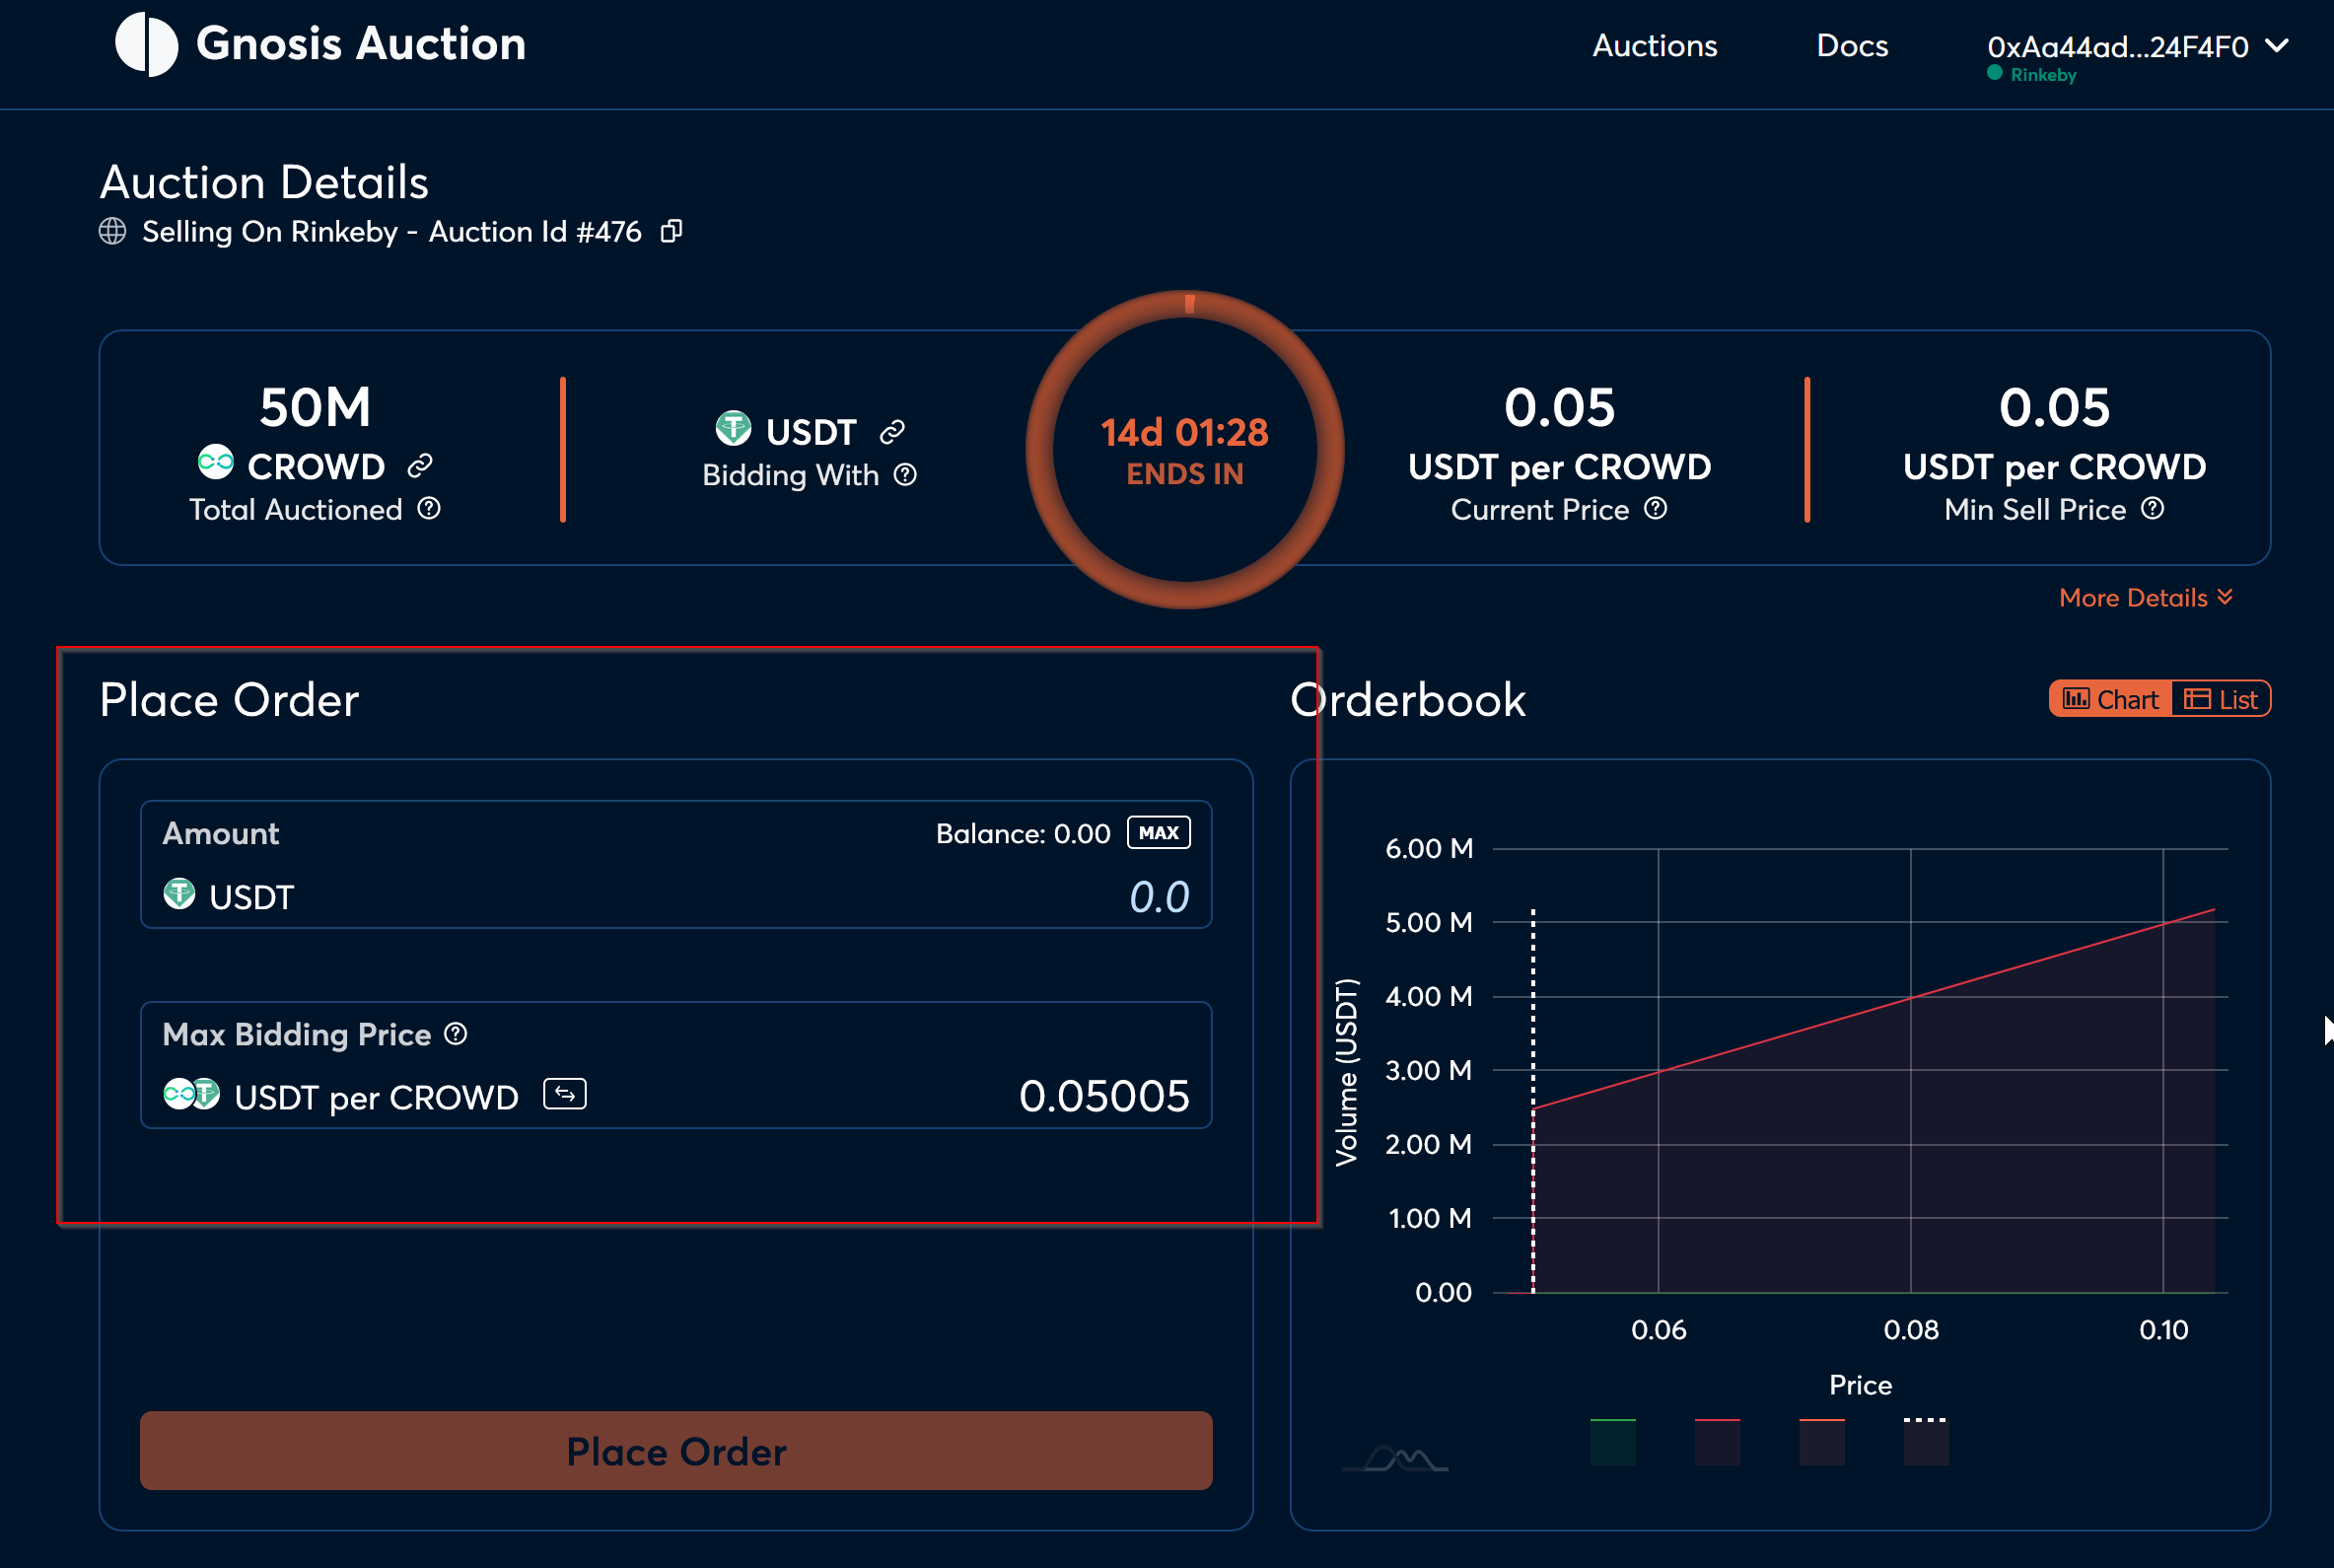 Gnosis Auction
Auctions
Docs
0xAa44ad...24F4F0
Rinkeby
Auction Details
Selling On Rinkeby - Auction Id #476
50M
CROWD
Total Auctioned
USDT
Bidding With
14d 01:28
ENDS IN
0.05
USDT per CROWD
Current Price
0.05
USDT per CROWD
Min Sell Price
More Details
Place Order
Amount
Balance: 0.00 MAX
USDT
0.0
Max Bidding Price
USDT per CROWD
0.05005
Place Order
Orderbook
Chart
List
Volume (USDT)
6.00 M
5.00 M
4.00 M
3.00 M
2.00 M
1.00 M
0.00
0.06
0.08
0.10
Price